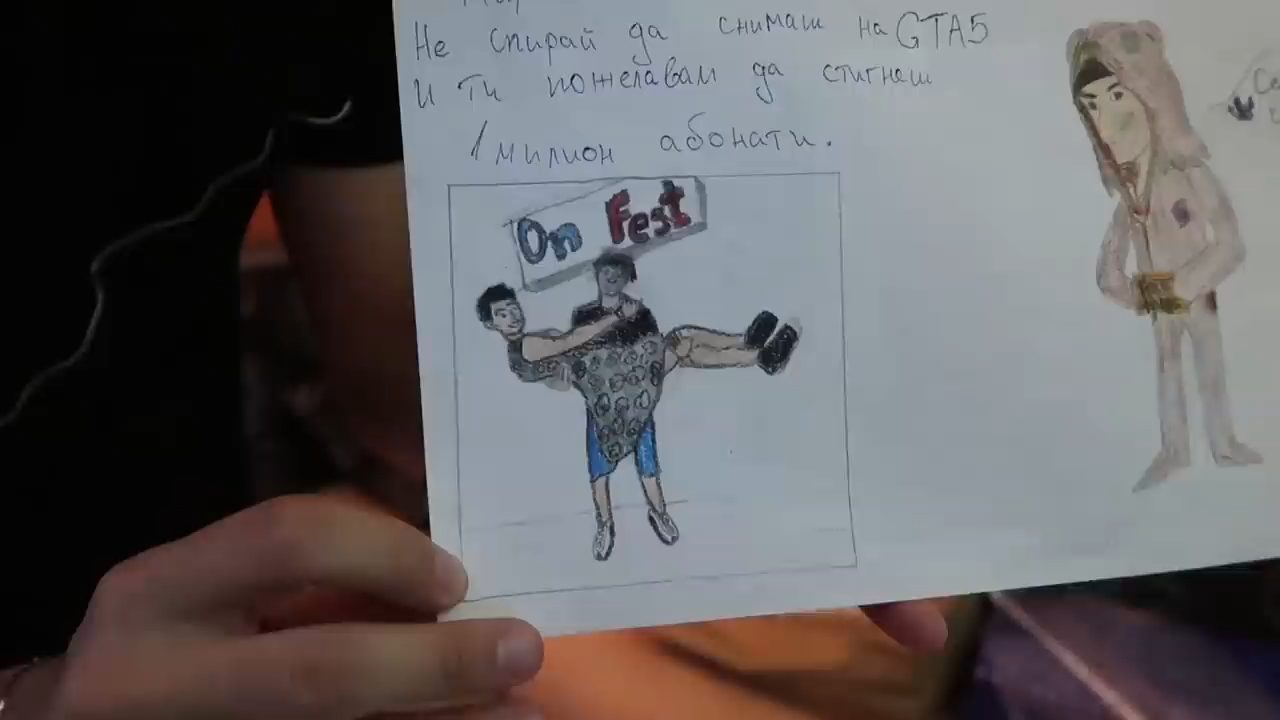 Не спирай да снимаш на GTA5
И ти пожелавам да стигнеш
1 милион абонати.
On Fest